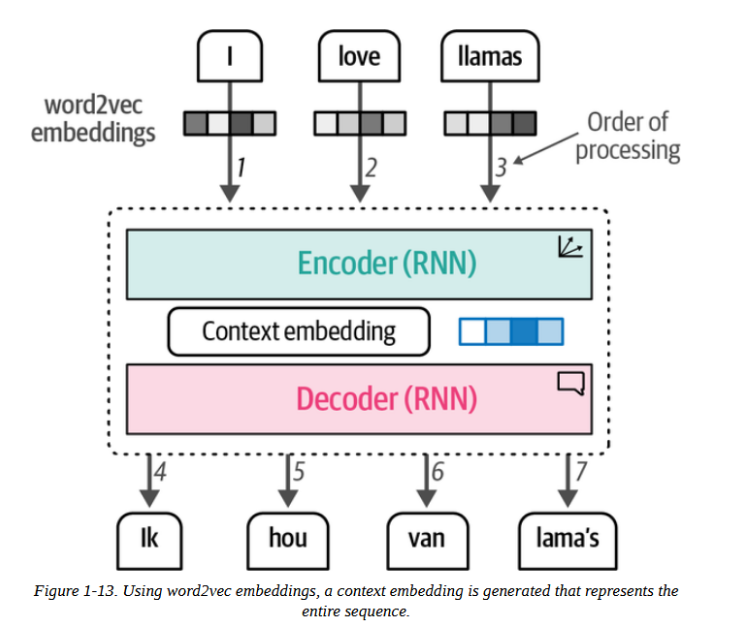 I
love
llamas
word2vec
embeddings
Order of
processing
1
2
3
Encoder (RNN)
Context embedding
Decoder (RNN)
4
5
6
7
Ik
hou
van
lama's
Figure 1-13. Using word2vec embeddings, a context embedding is generated that represents the
entire sequence.